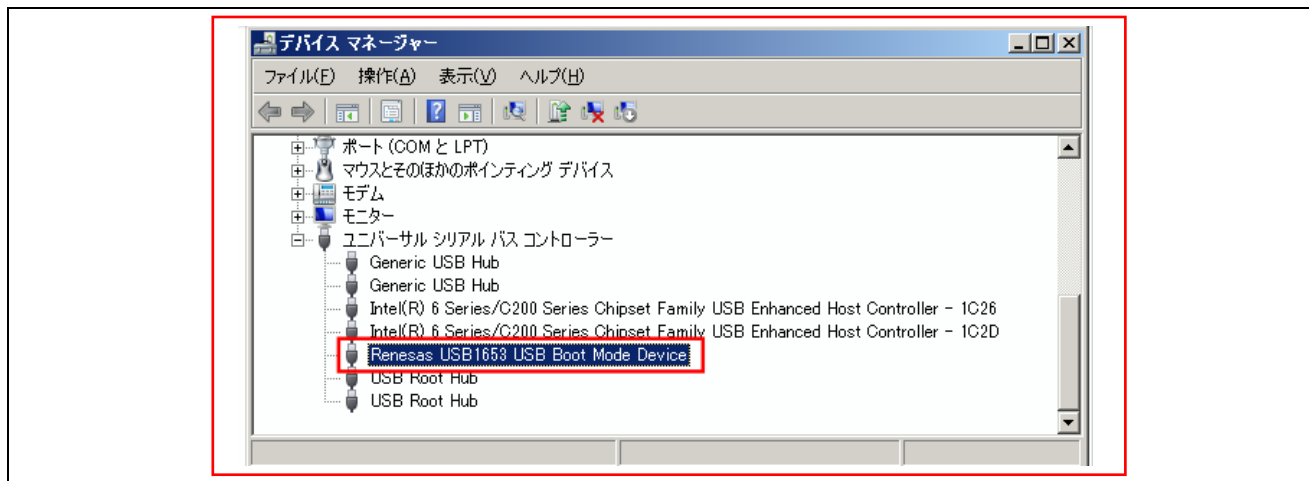 デバイス マネージャー
ファイル(F) 操作(A) 表示(V) ヘルプ(H)
ポート (COM と LPT)
マウスとそのほかのポインティング デバイス
モデム
モニター
ユニバーサル シリアル バス コントローラー
Generic USB Hub
Generic USB Hub
Intel(R) 6 Series/C200 Series Chipset Family USB Enhanced Host Controller - 1C26
Intel(R) 6 Series/C200 Series Chipset Family USB Enhanced Host Controller - 1C2D
Renesas USB1653 USB Boot Mode Device
USB Root Hub
USB Root Hub